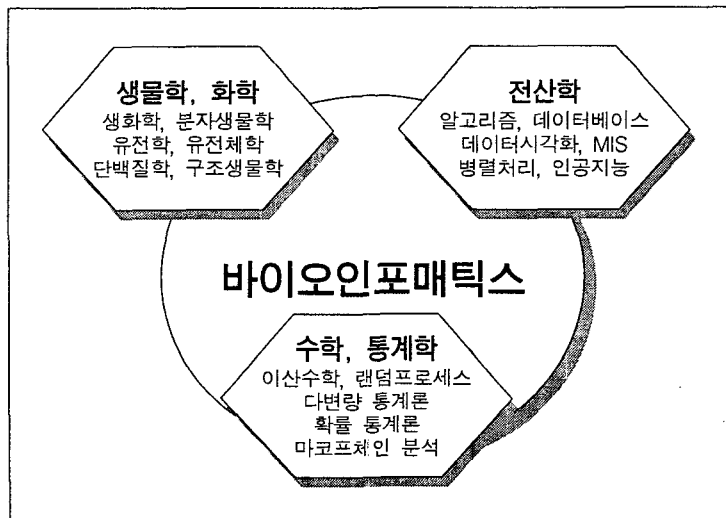 생물학, 화학
생화학, 분자생물학
유전학, 유전체학
단백질학, 구조생물학
전산학
알고리즘, 데이터베이스
데이터시각화, MIS
병렬처리, 인공지능
바이오인포매틱스
수학, 통계학
이산수학, 랜덤프로세스
다변량 통계론
확률 통계론
마코프체인 분석